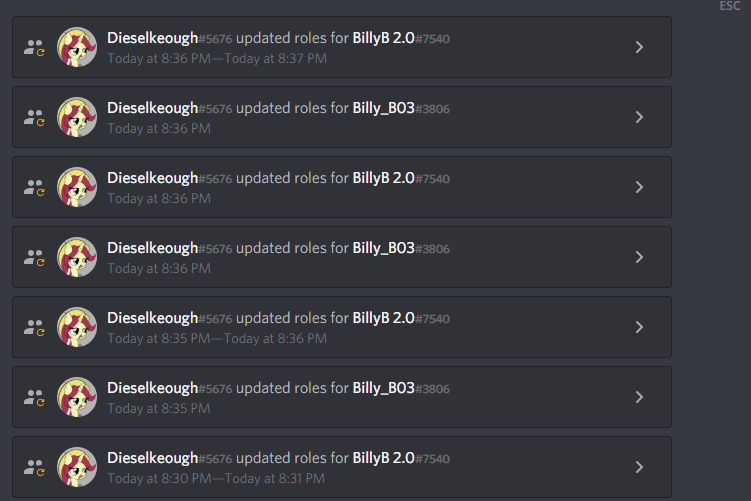 ESC
Dieselkeough#5676 updated roles for BillyB 2.0#7540
Today at 8:36 PM—Today at 8:37 PM
Dieselkeough#5676 updated roles for Billy_B03#3806
Today at 8:36 PM
Dieselkeough#5676 updated roles for BillyB 2.0#7540
Today at 8:36 PM
Dieselkeough#5676 updated roles for Billy_B03#3806
Today at 8:36 PM
Dieselkeough#5676 updated roles for BillyB 2.0#7540
Today at 8:35 PM—Today at 8:36 PM
Dieselkeough#5676 updated roles for Billy_B03#3806
Today at 8:35 PM
Dieselkeough#5676 updated roles for BillyB 2.0#7540
Today at 8:30 PM—Today at 8:31 PM